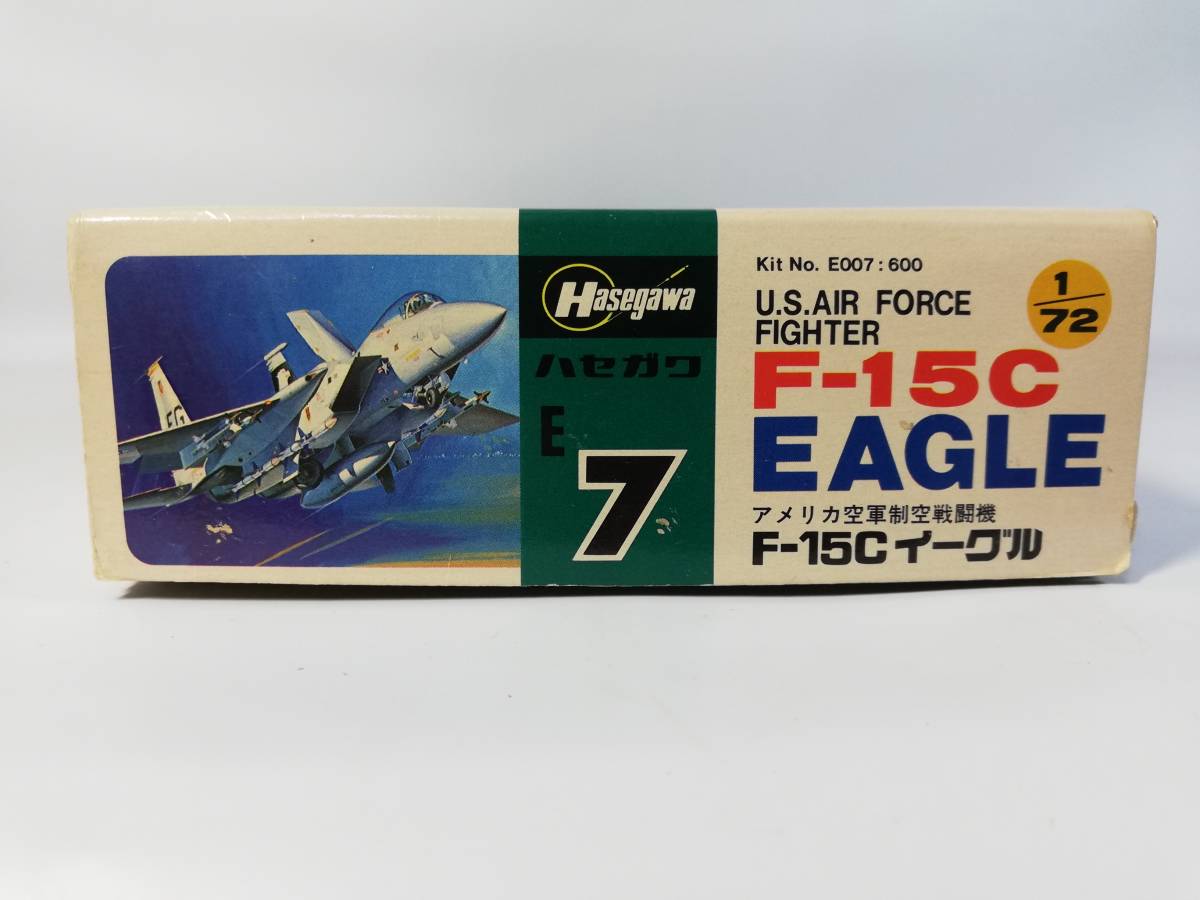 EG
Hasegawa
ハセガワ
E
7
Kit No. E007:600
U.S.AIR FORCE
FIGHTER
1/72
F-15C
EAGLE
アメリカ空軍制空戦闘機
F-15Cイーグル